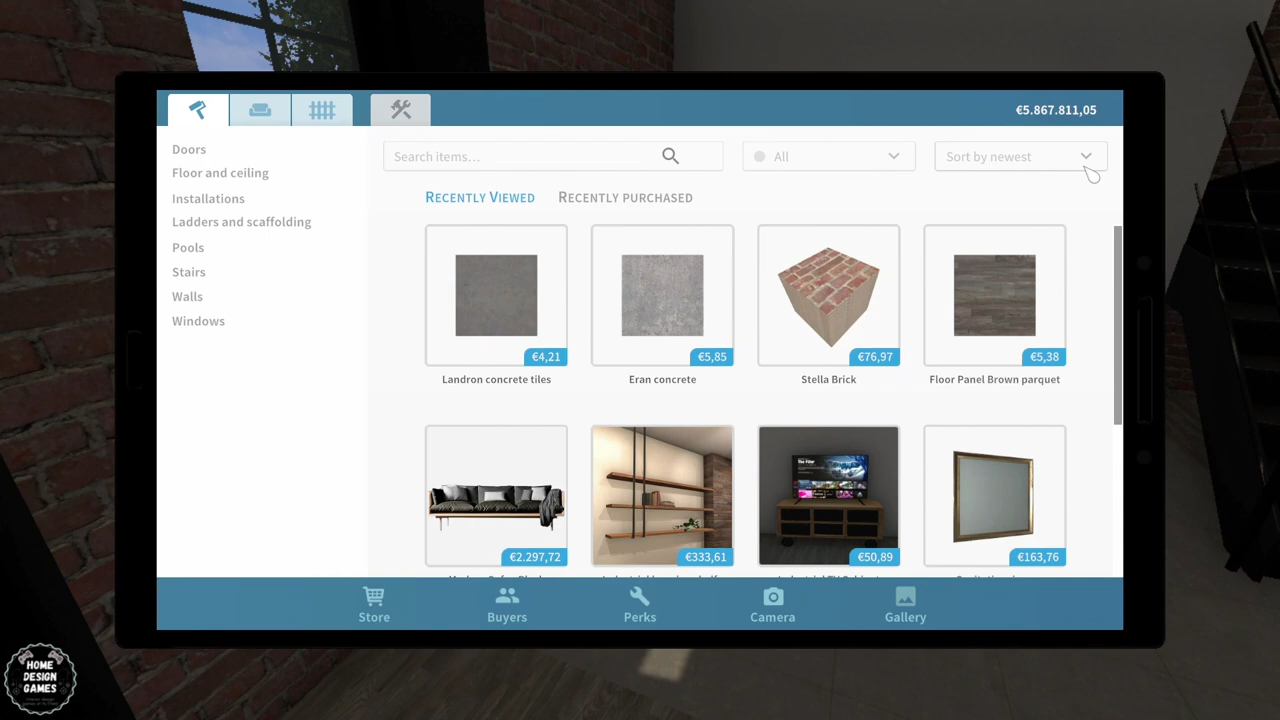 €5.867.811,05
Search items...
All
Sort by newest
Doors
Floor and ceiling
Installations
Ladders and scaffolding
Pools
Stairs
Walls
Windows
RECENTLY VIEWED
RECENTLY PURCHASED
€4,21
€5,85
€76,97
€5,38
Landron concrete tiles
Eran concrete
Stella Brick
Floor Panel Brown parquet
€2.297,72
€333,61
€50,89
€163,76
Store
Buyers
Perks
Camera
Gallery
HOME
DESIGN
GAMES